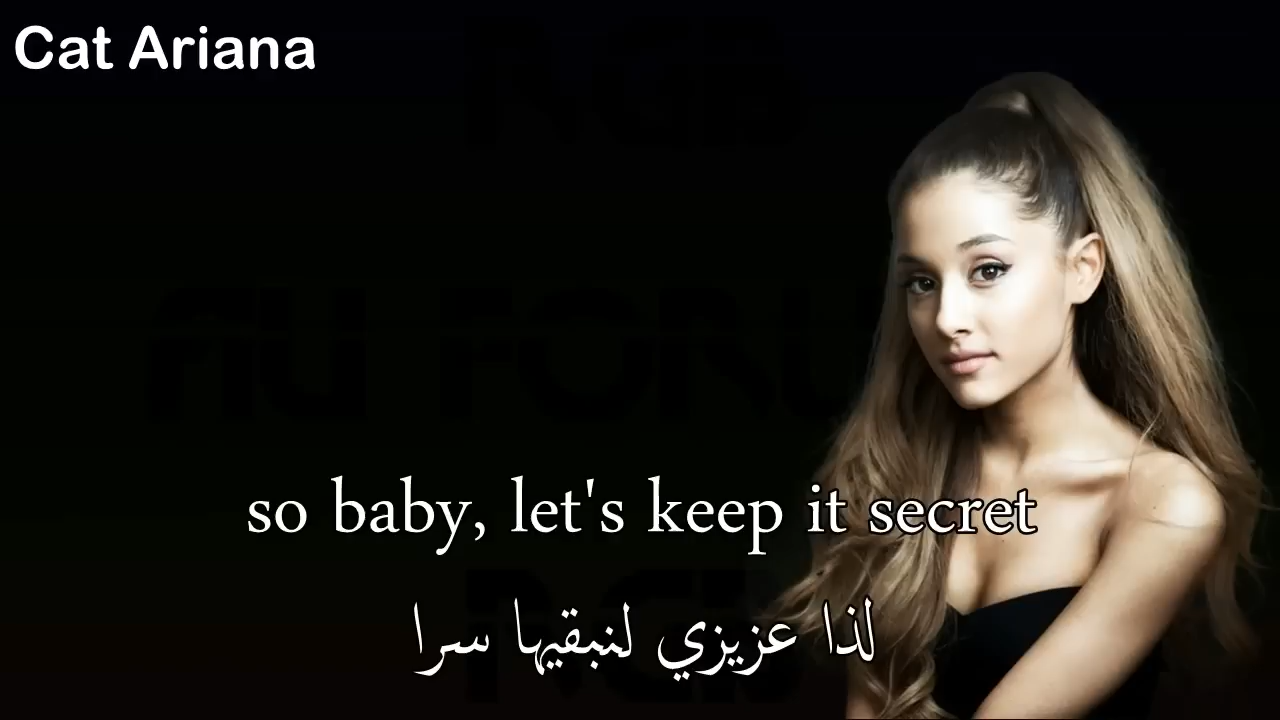 Cat Ariana
so baby, let's keep it secret
لذا عزيزي لنبقيها سرا